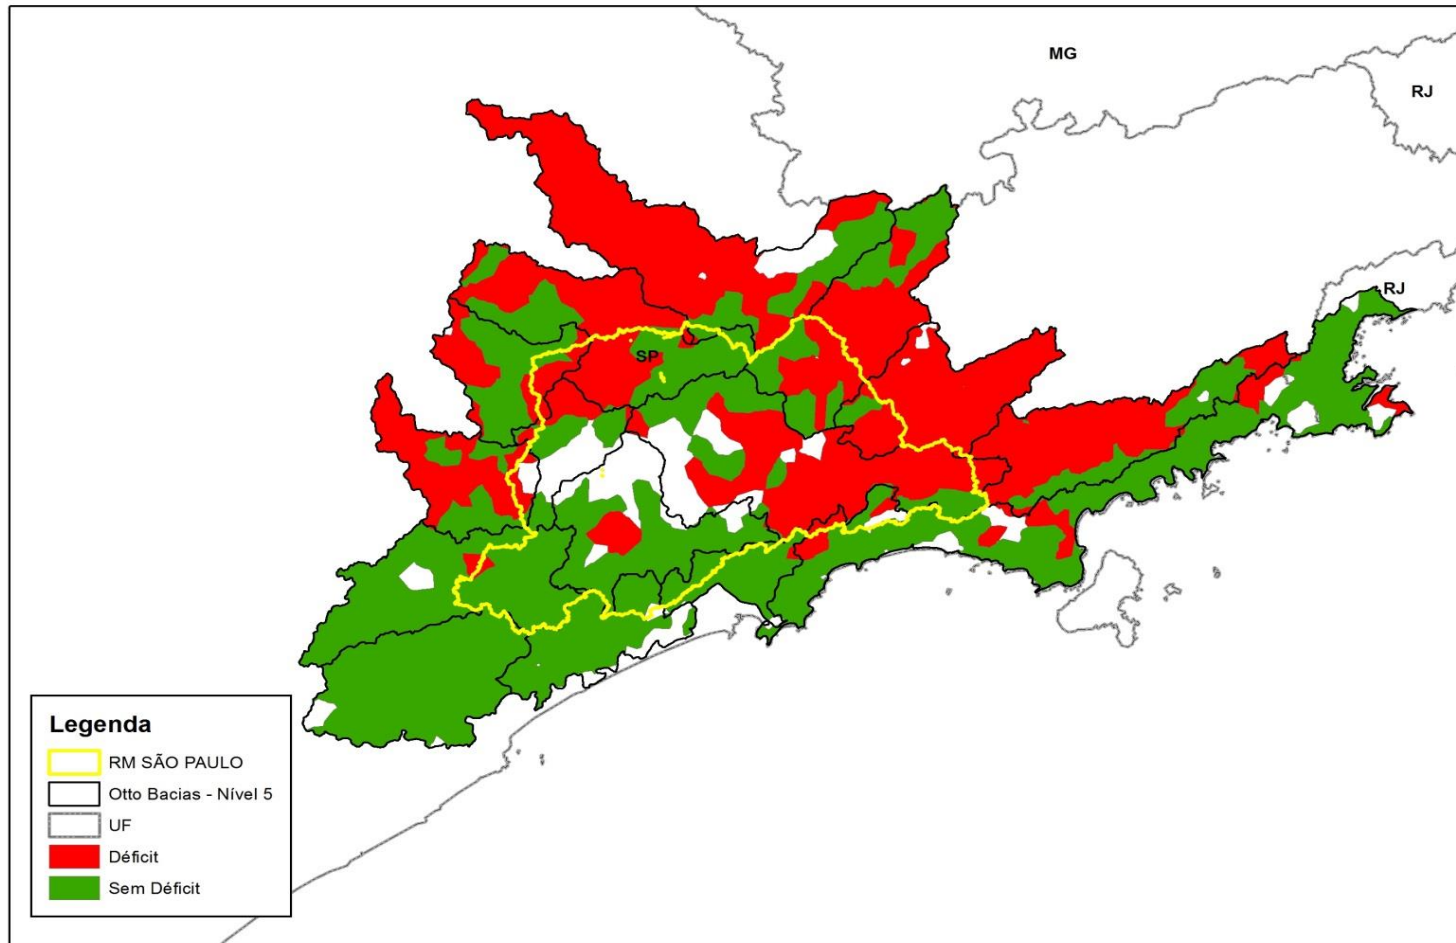 MG
RJ
RJ
SP
Legenda
RM SÃO PAULO
Otto Bacias - Nível 5
UF
Déficit
Sem Déficit